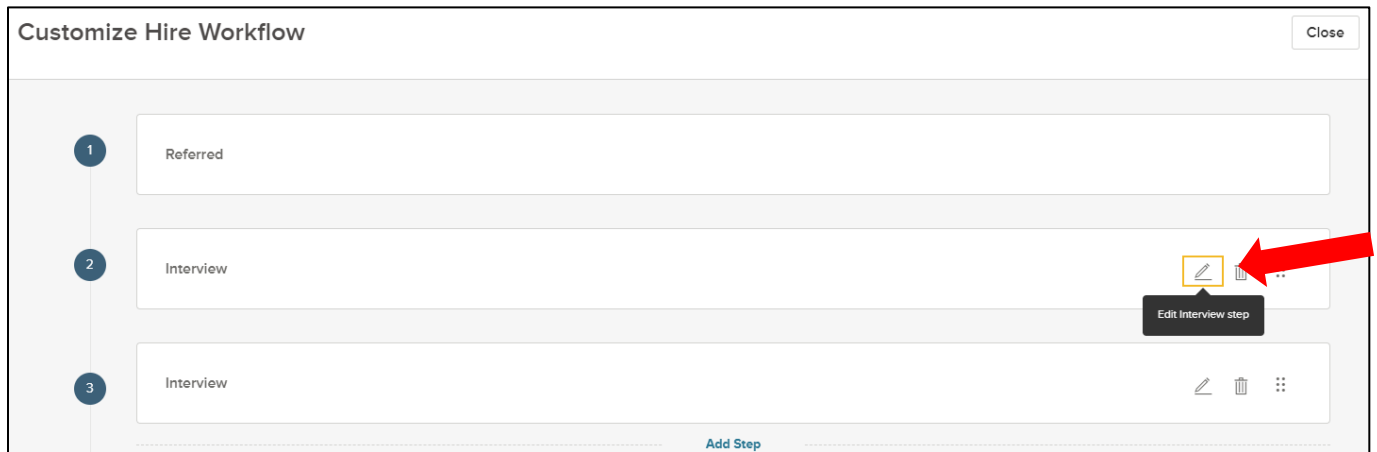 Customize Hire Workflow
Close
1
Referred
2
Interview
Edit Interview step
3
Interview
Add Step